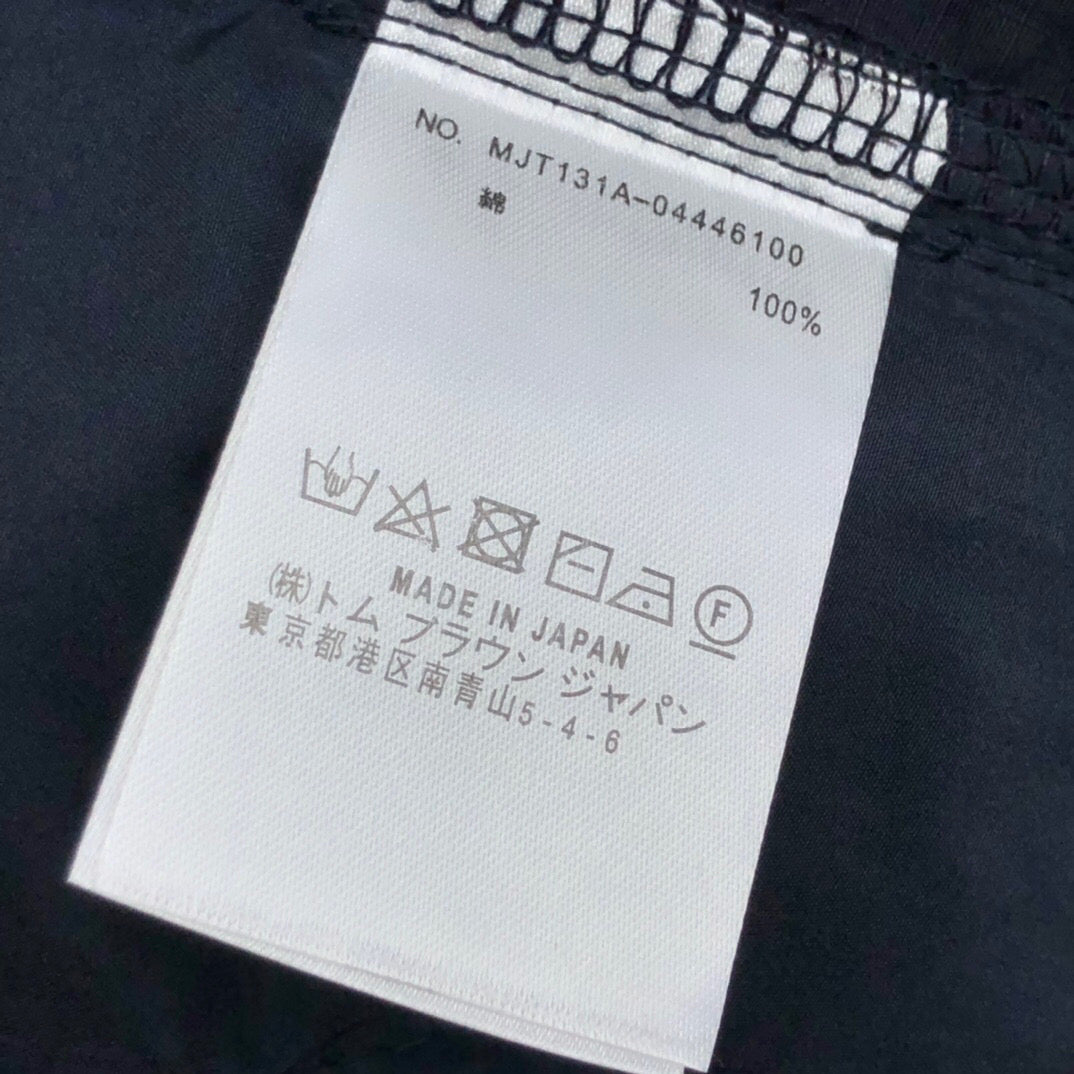 NO. MJT131A-04446100
綿 100%
F
MADE IN JAPAN
(株)トム ブラウン ジャパン
東京都港区南青山5-4-6